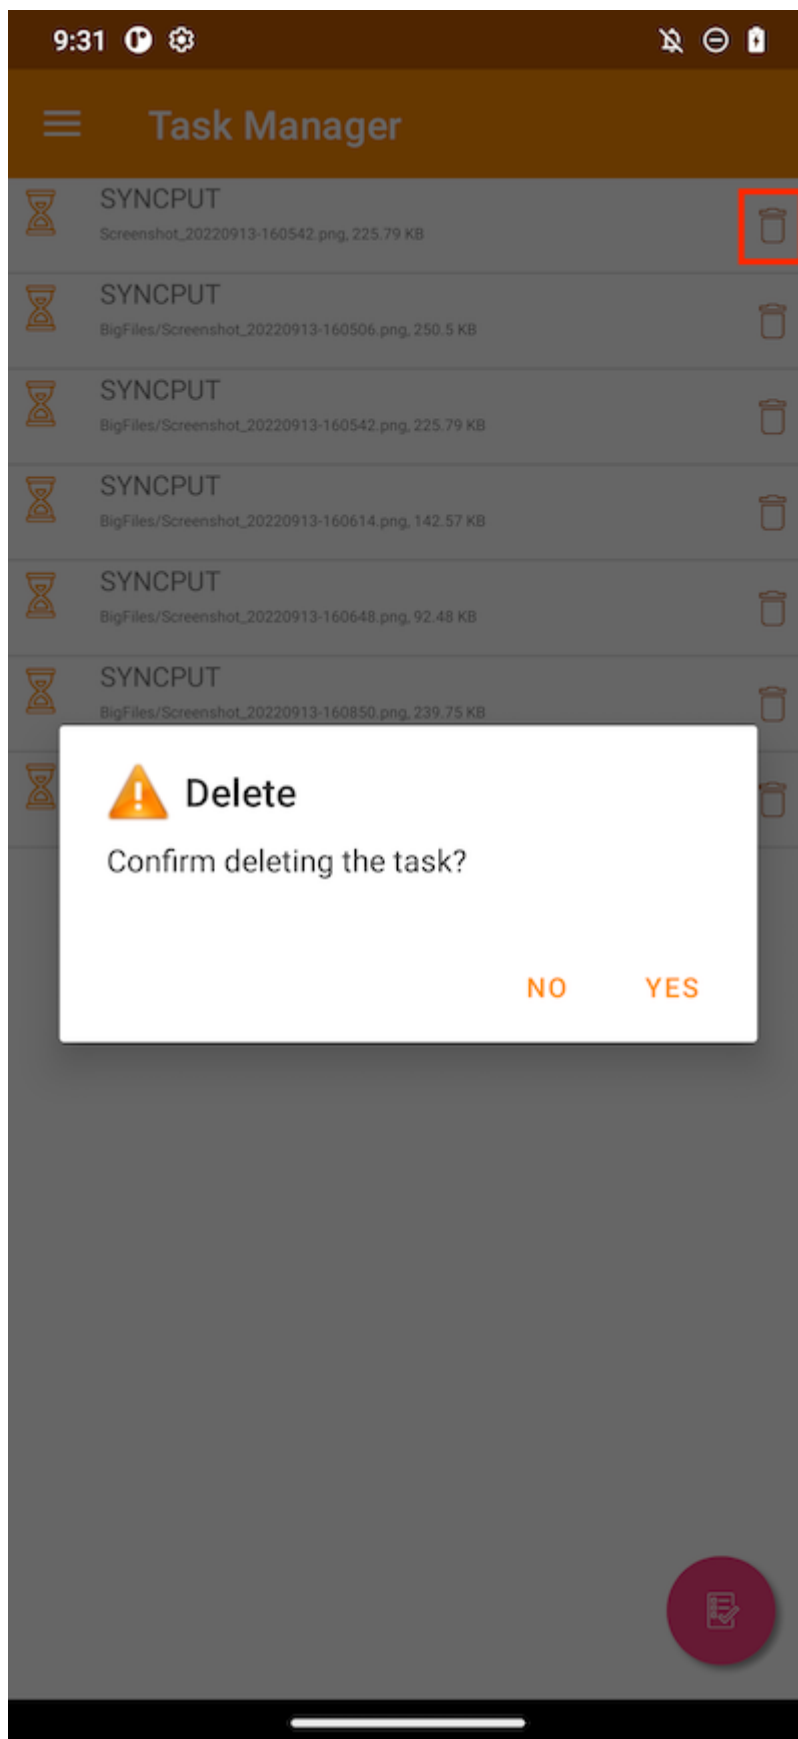 9:31
Task Manager
SYNCPUT
Screenshot_20220913-160542.png, 225.79 KB
SYNCPUT
BigFiles/Screenshot_20220913-160506.png, 250.5 KB
SYNCPUT
BigFiles/Screenshot_20220913-160542.png, 225.79 KB
SYNCPUT
BigFiles/Screenshot_20220913-160614.png, 142.57 KB
SYNCPUT
BigFiles/Screenshot_20220913-160648.png, 92.48 KB
SYNCPUT
BigFiles/Screenshot_20220913-160850.png, 239.75 KB
Delete
Confirm deleting the task?
NO YES